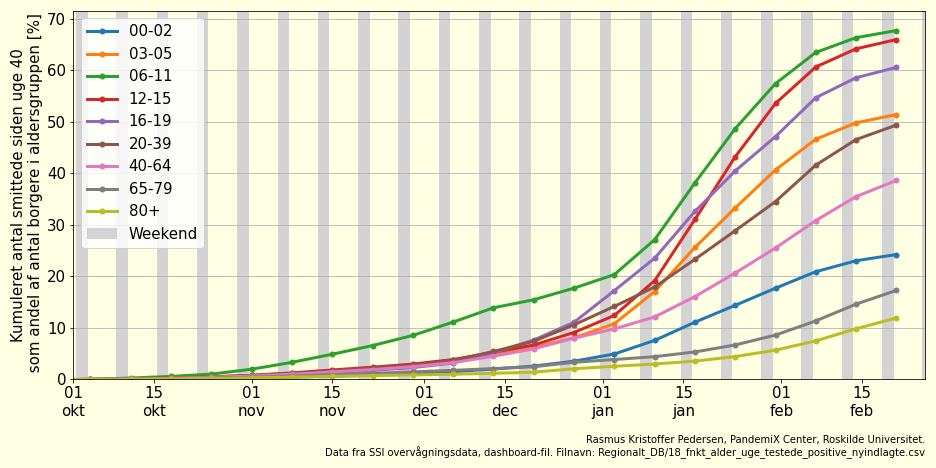 Kumuleret antal smittede siden uge 40
som andel af antal borgere i aldersgruppen [%]
70
60
50
40
30
20
10
0
00-02
03-05
06-11
12-15
16-19
20-39
40-64
65-79
80+
Weekend
01 15 01 15 01 15 01 15 01 15
okt okt nov nov dec dec jan jan feb feb
Rasmus Kristoffer Pedersen, PandemiX Center, Roskilde Universitet.
Data fra SSI overvågningsdata, dashboard-fil. Filnavn: Regionalt_DB/18_fnkt_alder_uge_testede_positive_nyindlagte.csv